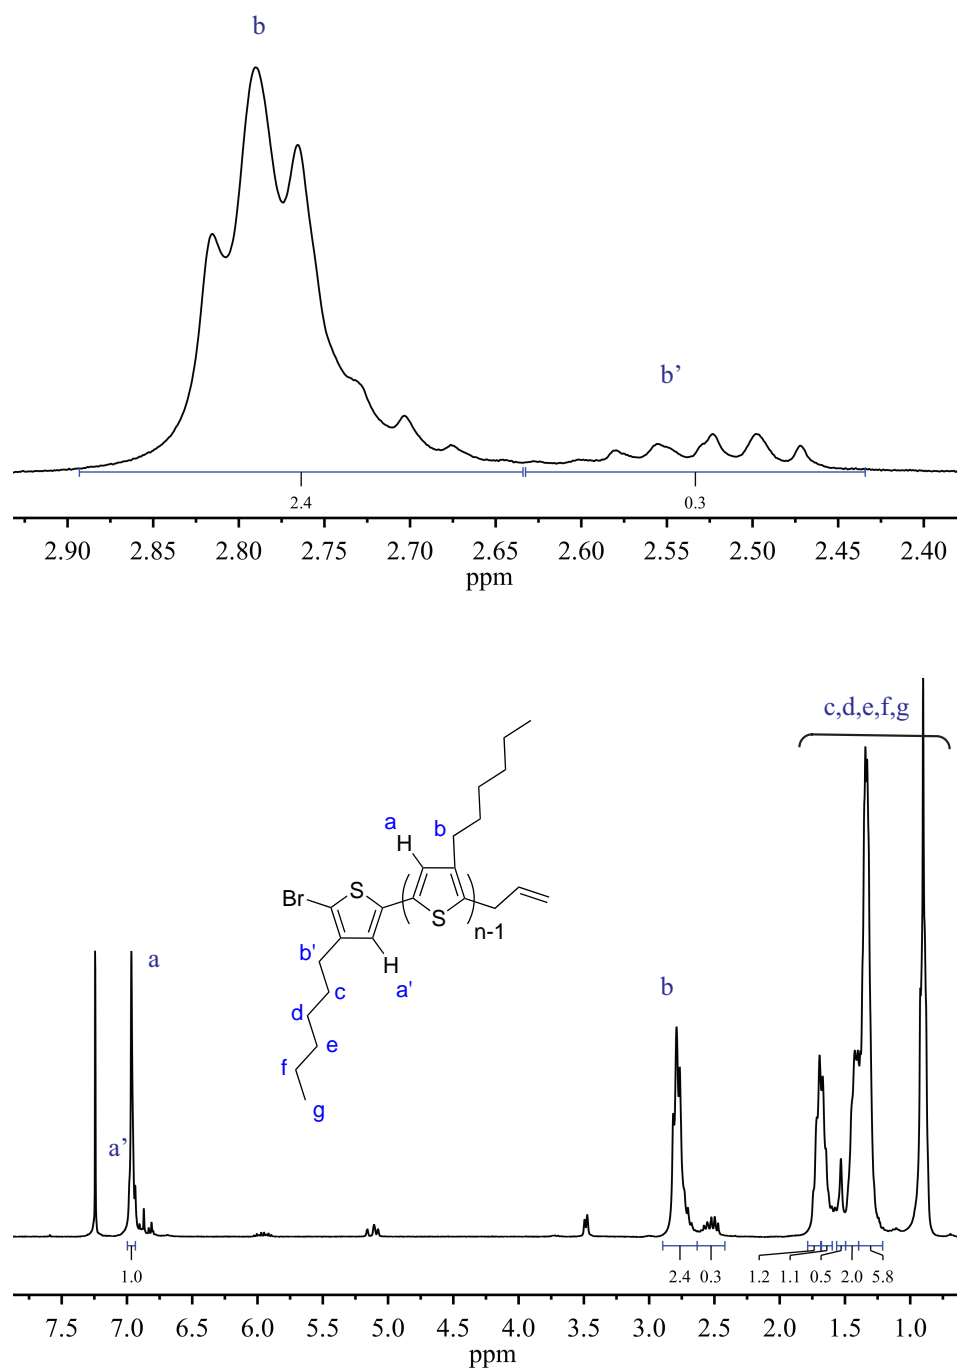 b
b’
2.4 0.3
2.90 2.85 2.80 2.75 2.70 2.65 2.60 2.55 2.50 2.45 2.40
ppm
c,d,e,f,g
a H b
Br S S
n-1
b' H
c a'
d
e
f
g
a
a’
b
1.0 2.4 0.3 1.2 1.1 0.5 2.0 5.8
7.5 7.0 6.5 6.0 5.5 5.0 4.5 4.0 3.5 3.0 2.5 2.0 1.5 1.0
ppm